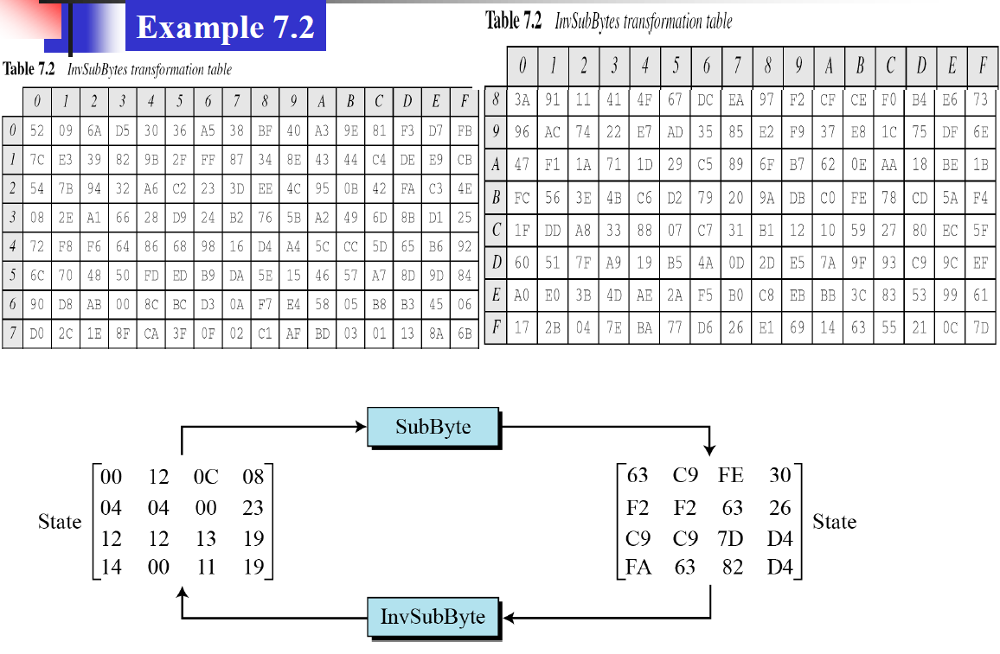 Example 7.2
Table 7.2 InvSubBytes transformation table
0 1 2 3 4 5 6 7 8 9 A B C D E F
0 52 09 6A D5 30 36 A5 38 BF 40 A3 9E 81 F3 D7 FB
1 7C E3 39 82 9B 2F FF 87 34 8E 43 44 C4 DE E9 CB
2 54 7B 94 32 A6 C2 23 3D EE 4C 95 0B 42 FA C3 4E
3 08 2E A1 66 28 D9 24 B2 76 5B A2 49 6D 8B D1 25
4 72 F8 F6 64 86 68 98 16 D4 A4 5C CC 5D 65 B6 92
5 6C 70 48 50 FD ED B9 DA 5E 15 46 57 A7 8D 9D 84
6 90 D8 AB 00 8C BC D3 0A F7 E4 58 05 B8 B3 45 06
7 D0 2C 1E 8F CA 3F 0F 02 C1 AF BD 03 01 13 8A 6B
Table 7.2 InvSubBytes transformation table
0 1 2 3 4 5 6 7 8 9 A B C D E F
8 3A 91 11 41 4F 67 DC EA 97 F2 CF CE F0 B4 E6 73
9 96 AC 74 22 E7 AD 35 85 E2 F9 37 E8 1C 75 DF 6E
A 47 F1 1A 71 1D 29 C5 89 6F B7 62 0E AA 18 BE 1B
B FC 56 3E 4B C6 D2 79 20 9A DB C0 FE 78 CD 5A F4
C 1F DD A8 33 88 07 C7 31 B1 12 10 59 27 80 EC 5F
D 60 51 7F A9 19 B5 4A 0D 2D E5 7A 9F 93 C9 9C EF
E A0 E0 3B 4D AE 2A F5 B0 C8 EB BB 3C 83 53 99 61
F 17 2B 04 7E BA 77 D6 26 E1 69 14 63 55 21 0C 7D
SubByte
State
00 12 0C 08
04 04 00 23
12 12 13 19
14 00 11 19
63 C9 FE 30
F2 F2 63 26
C9 C9 7D D4
FA 63 82 D4
State
InvSubByte